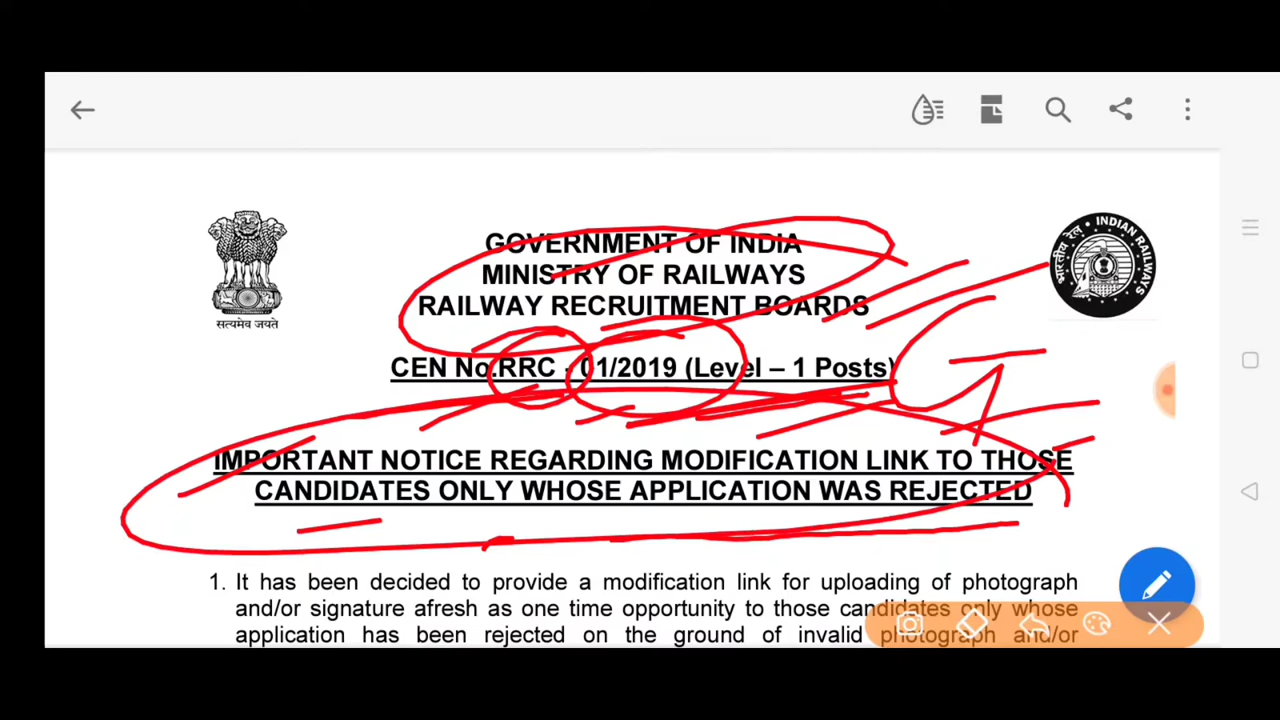 GOVERNMENT OF INDIA
MINISTRY OF RAILWAYS
RAILWAY RECRUITMENT BOARDS
सत्यमेव जयते
भारतीय रेल INDIAN RAILWAYS
CEN No.RRC - 01/2019 (Level – 1 Posts)
IMPORTANT NOTICE REGARDING MODIFICATION LINK TO THOSE
CANDIDATES ONLY WHOSE APPLICATION WAS REJECTED
1. It has been decided to provide a modification link for uploading of photograph
and/or signature afresh as one time opportunity to those candidates only whose
application has been rejected on the ground of invalid photograph and/or